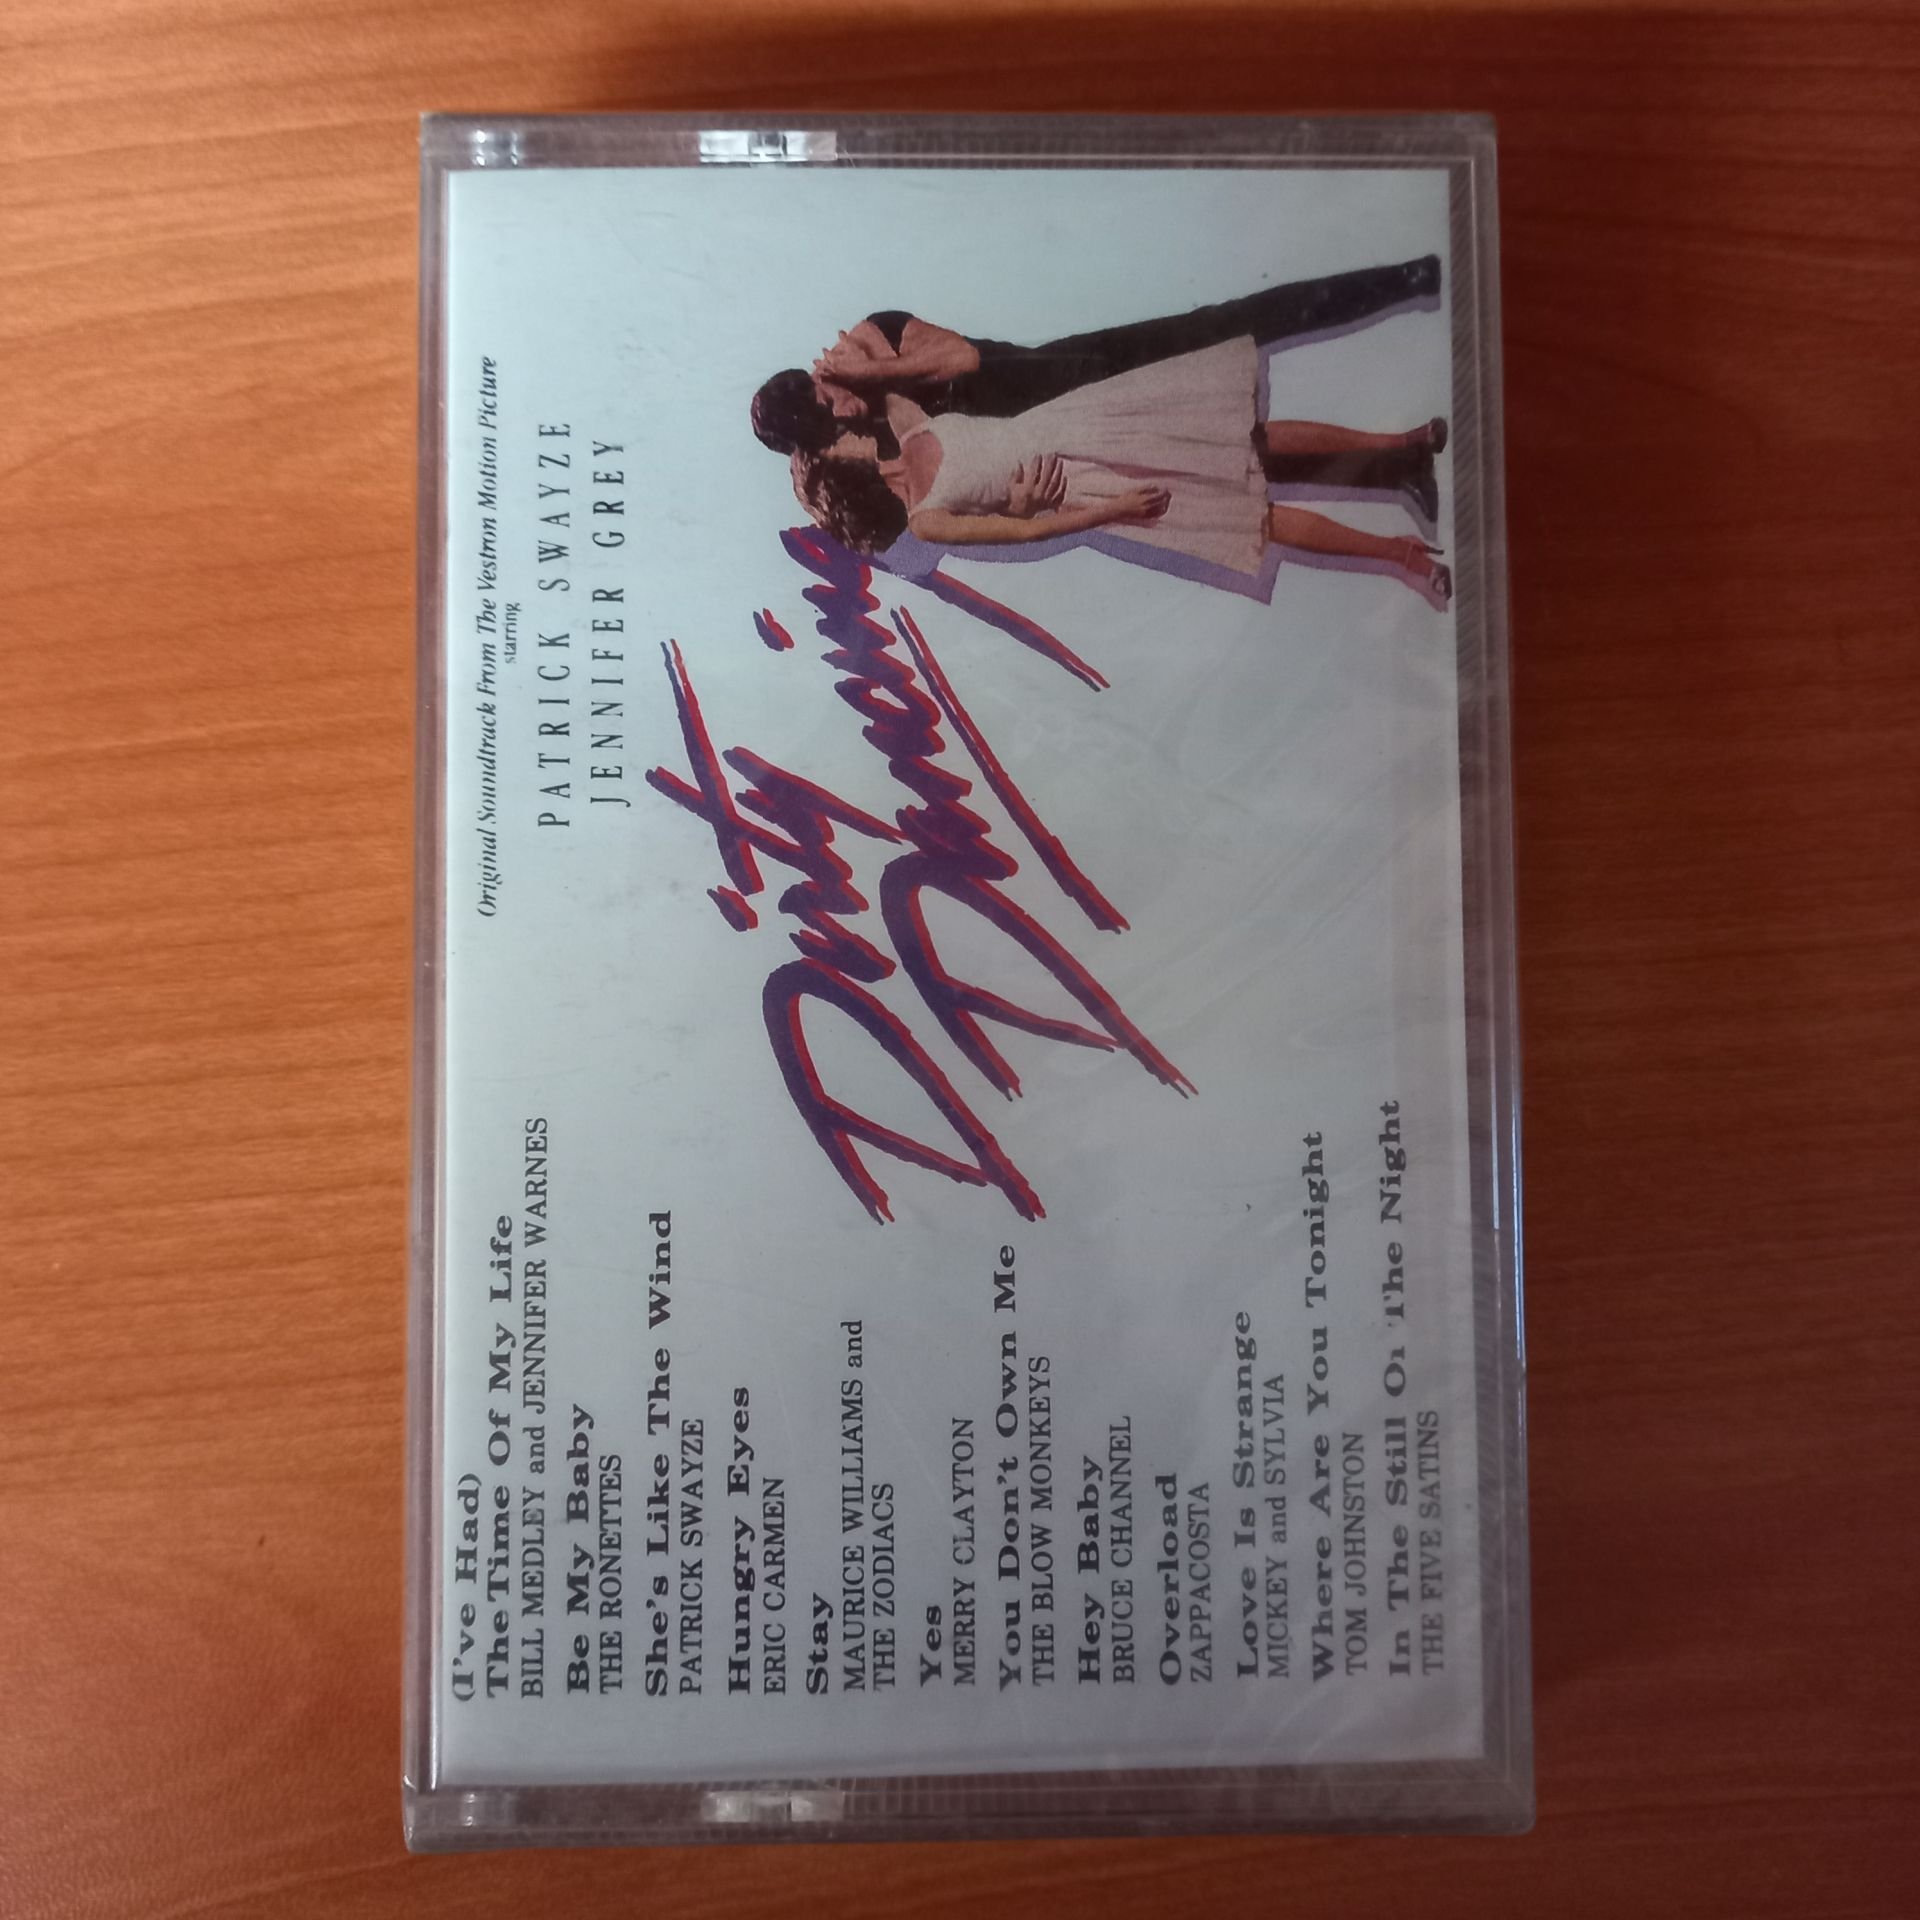 Original Soundtrack From The Vestron Motion Picture
starring
PATRICK SWAYZE
JENNIFER GREY
Dirty
Dancing
(I've Had)
The Time Of My Life
BILL MEDLEY and JENNIFER WARNES
Be My Baby
THE RONETTES
She's Like The Wind
PATRICK SWAYZE
Hungry Eyes
ERIC CARMEN
Stay
MAURICE WILLIAMS and
THE ZODIACS
Yes
MERRY CLAYTON
You Don't Own Me
THE BLOW MONKEYS
Hey Baby
BRUCE CHANNEL
Overload
ZAPPACOSTA
Love Is Strange
MICKEY and SYLVIA
Where Are You Tonight
TOM JOHNSTON
In The Still Of The Night
THE FIVE SATINS